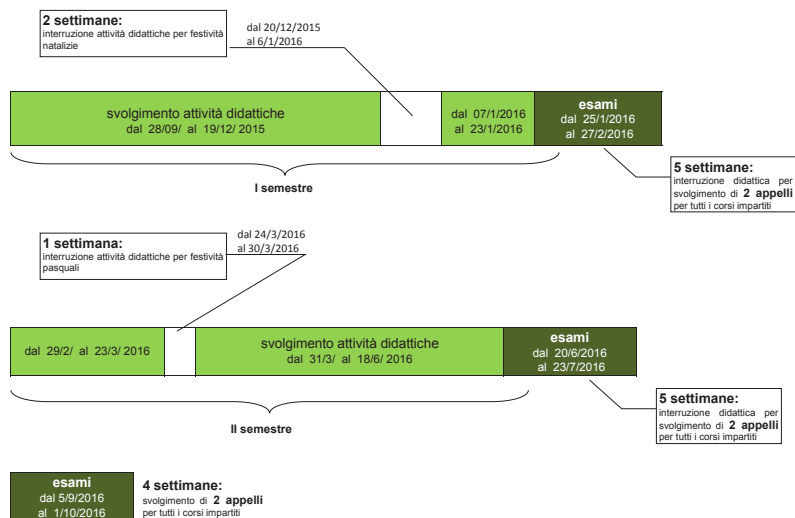 2 settimane:
interruzione attività didattiche per festività
natalizie
dal 20/12/2015
al 6/1/2016
svolgimento attività didattiche
dal 28/09/ al 19/12/ 2015
dal 07/1/2016
al 23/1/2016
esami
dal 25/1/2016
al 27/2/2016
I semestre
5 settimane:
interruzione didattica per
svolgimento di 2 appelli
per tutti i corsi impartiti
1 settimana:
interruzione attività didattiche per festività
pasquali
dal 24/3/2016
al 30/3/2016
dal 29/2/ al 23/3/ 2016
svolgimento attività didattiche
dal 31/3/ al 18/6/ 2016
esami
dal 20/6/2016
al 23/7/2016
II semestre
5 settimane:
interruzione didattica per
svolgimento di 2 appelli
per tutti i corsi impartiti
esami
dal 5/9/2016
al 1/10/2016
4 settimane:
svolgimento di 2 appelli
per tutti i corsi impartiti